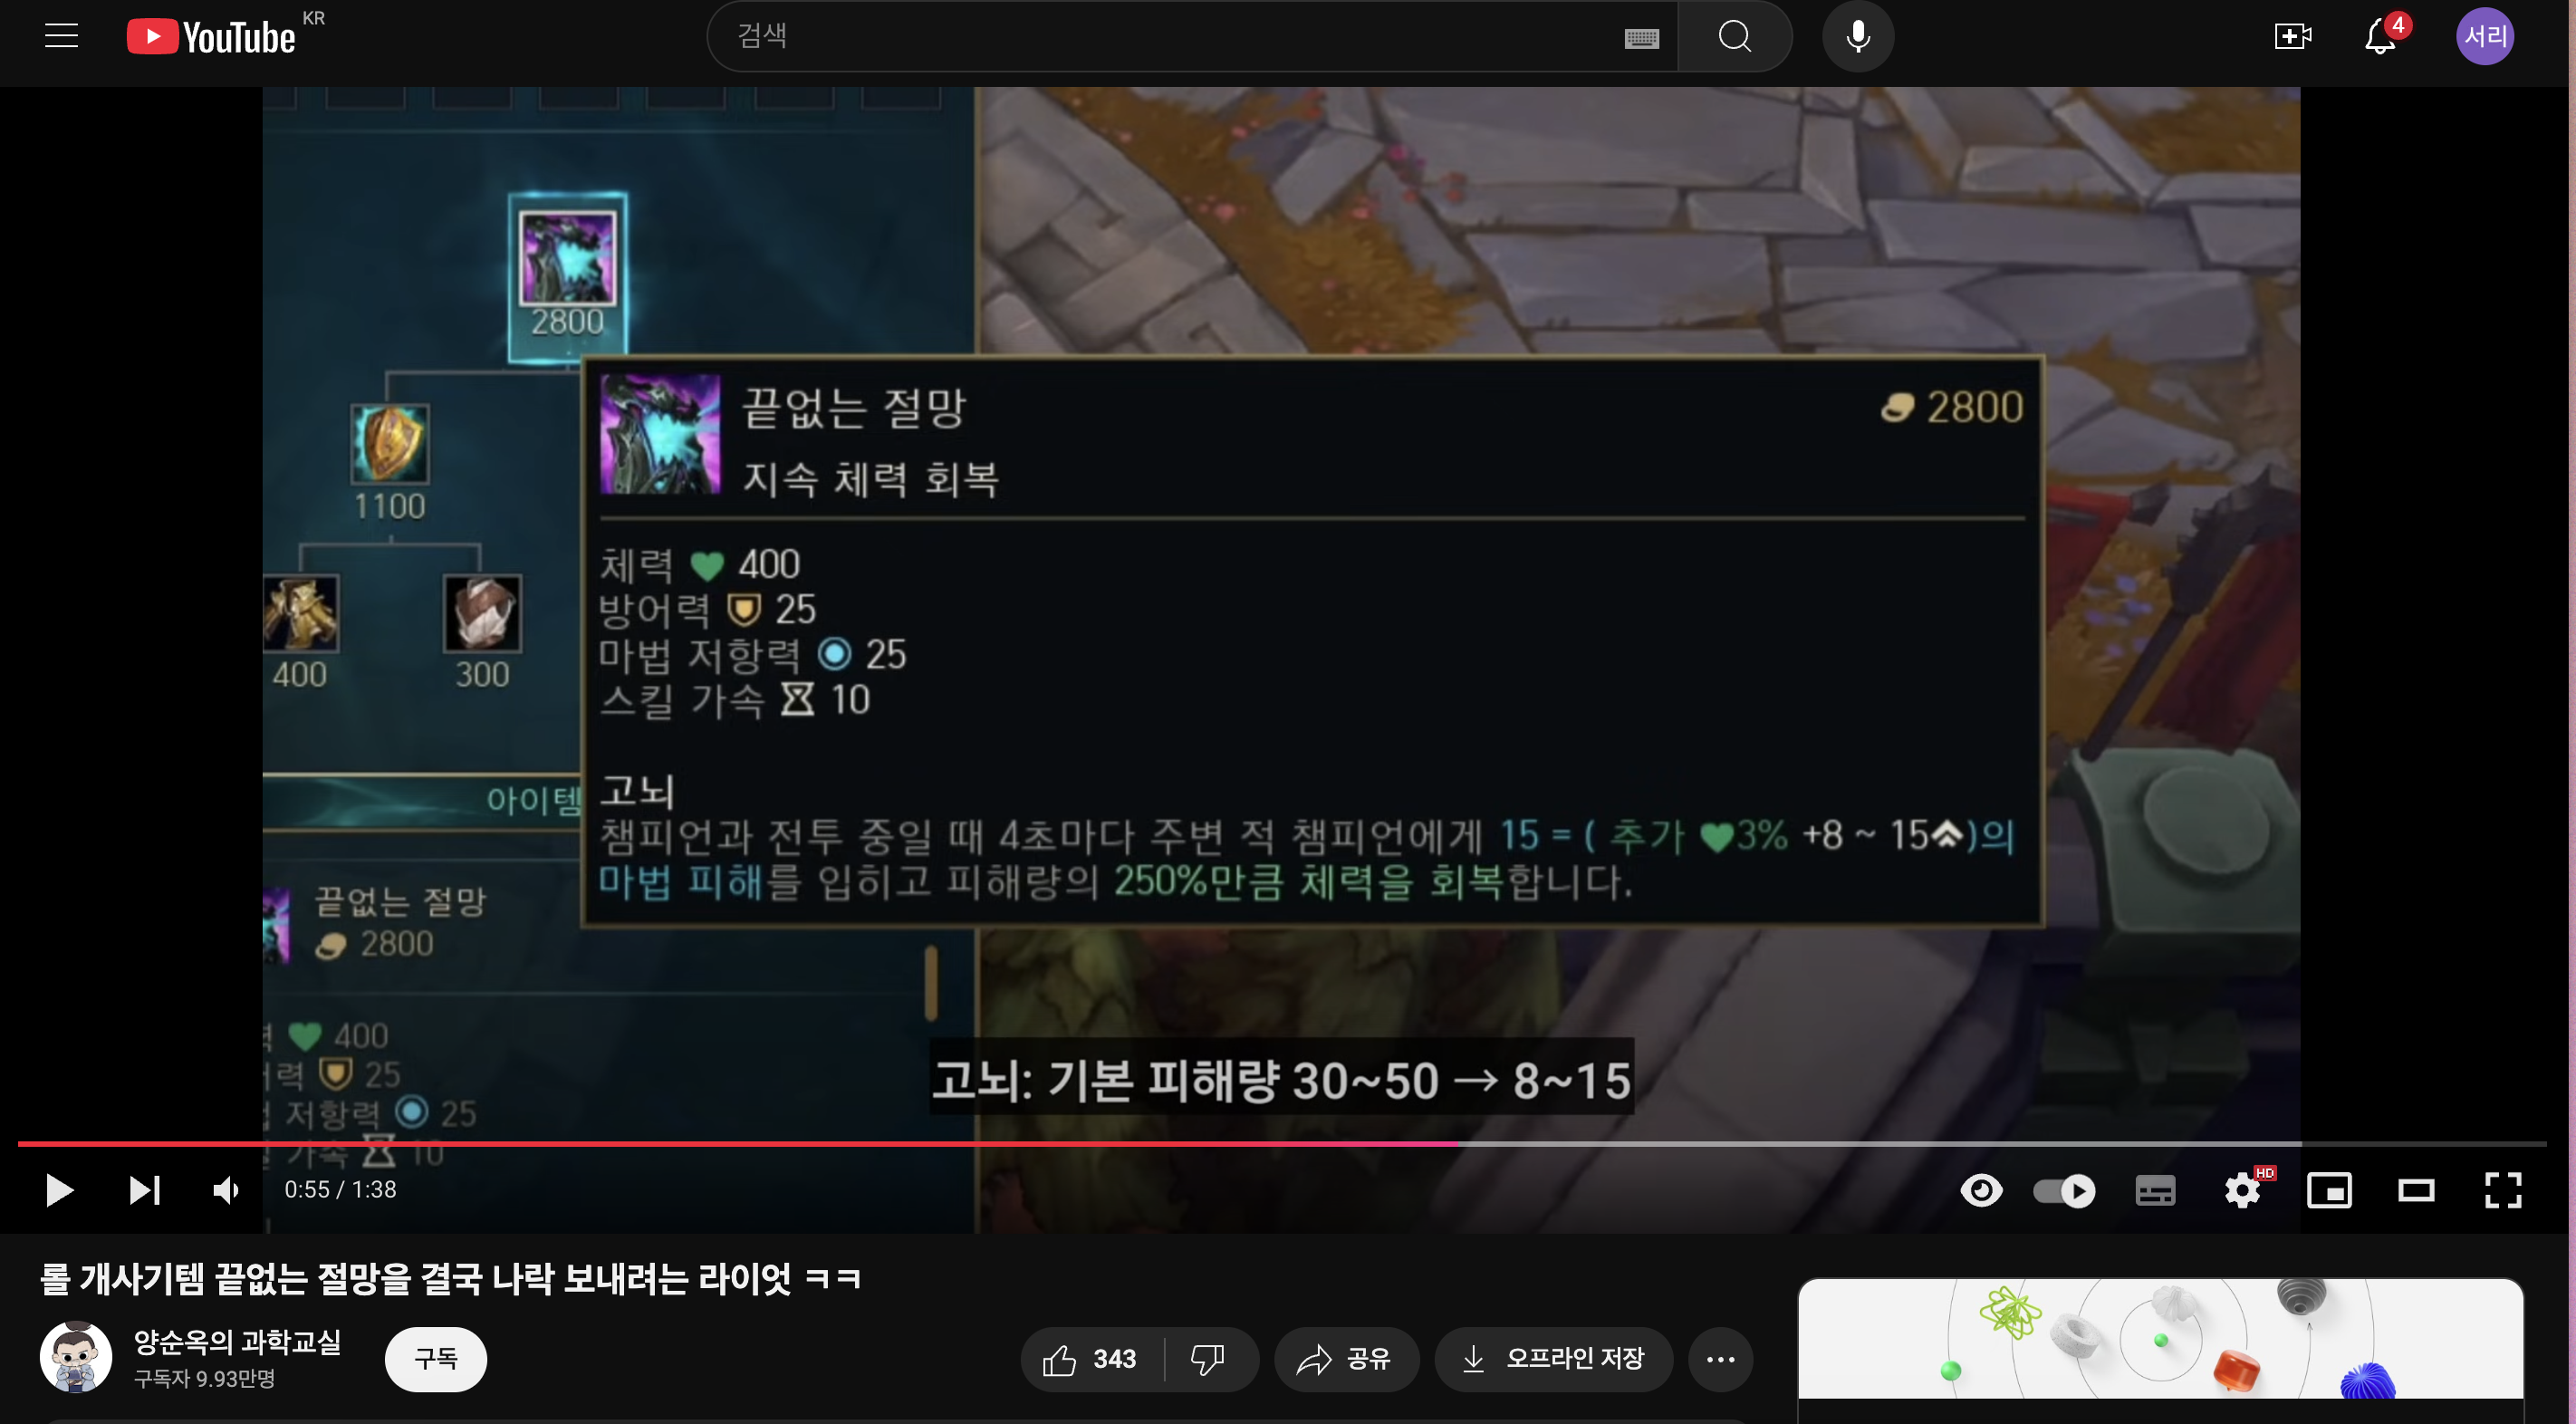 YouTube KR
검색
4
서리
2800
끝없는 절망
2800
지속 체력 회복
1100
체력 400
방어력 25
마법 저항력 25
스킬 가속 10
400
300
고뇌
아이템
챔피언과 전투 중일 때 4초마다 주변 적 챔피언에게 15 = ( 추가 3% +8 ~ 15)의
마법 피해를 입히고 피해량의 250%만큼 체력을 회복합니다.
끝없는 절망
2800
400
력 25
저항력 25
가속 10
고뇌: 기본 피해량 30~50 → 8~15
0:55 / 1:38
HD
롤 개사기템 끝없는 절망을 결국 나락 보내려는 라이엇 ㅋㅋ
양순옥의 과학교실
구독자 9.93만명
구독
343
공유
오프라인 저장